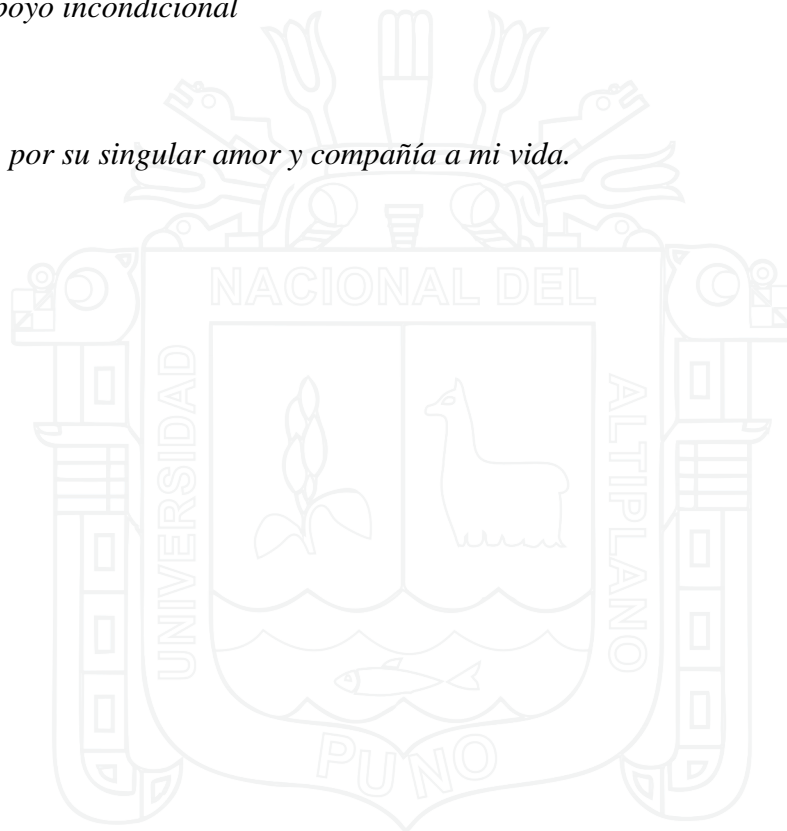 poyo incondicional
por su singular amor y compañía a mi vida.
NACIONAL DEL
UNIVERSIDAD
ALTIPLANO
PUNO